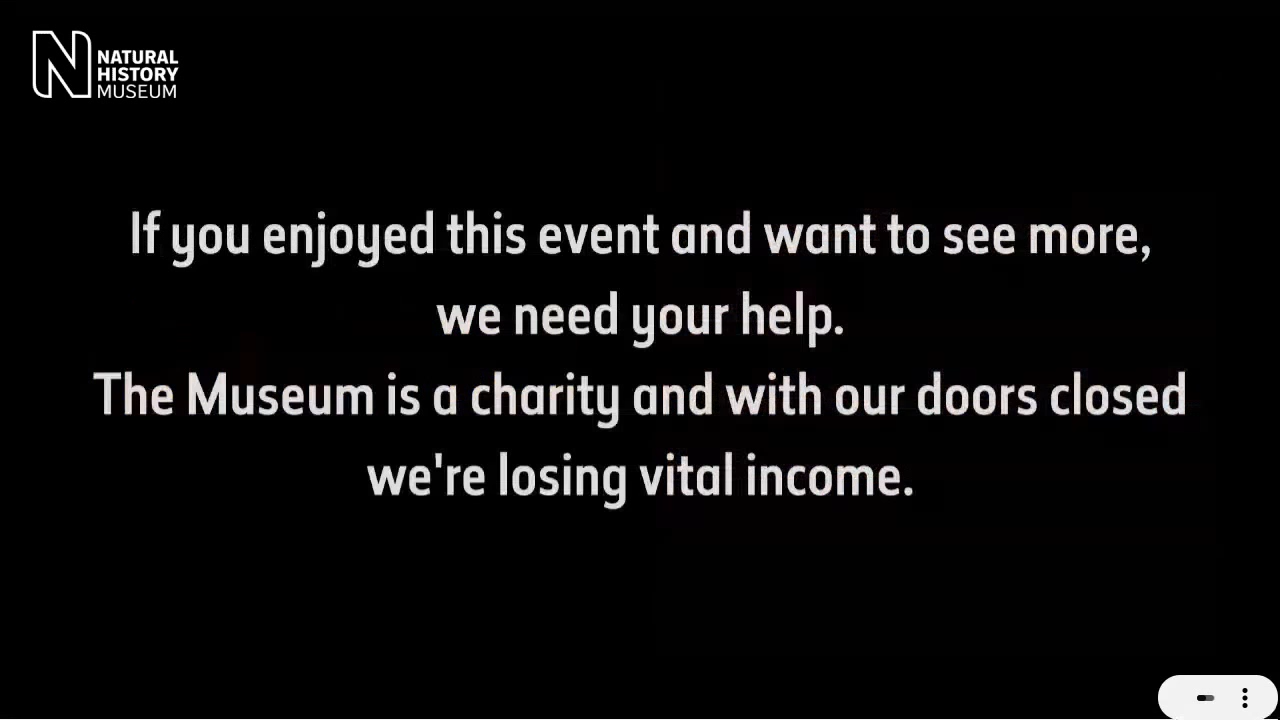 NATURAL
HISTORY
MUSEUM
If you enjoyed this event and want to see more,
we need your help.
The Museum is a charity and with our doors closed
we're losing vital income.